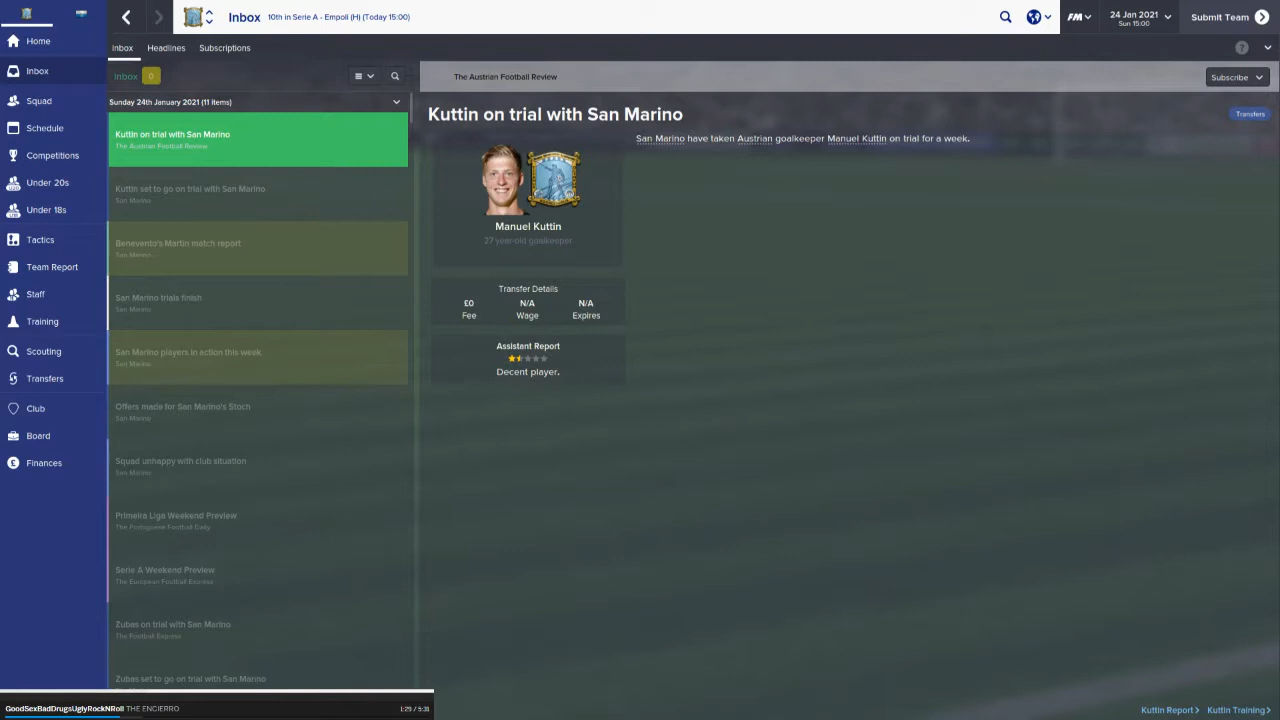 Inbox 10th in Serie A - Empoli (H) (Today 15:00)
FM
24 Jan 2021
Sun 15:00
Submit Team
Home
Inbox
Squad
Schedule
Competitions
Under 20s
Under 18s
Tactics
Team Report
Staff
Training
Scouting
Transfers
Club
Board
Finances
Inbox Headlines Subscriptions
?
Inbox 0
Sunday 24th January 2021 (11 items)
Kuttin on trial with San Marino
The Austrian Football Review
Kuttin set to go on trial with San Marino
San Marino
Benevento's Martin match report
San Marino
San Marino trials finish
San Marino
San Marino players in action this week
San Marino
Offers made for San Marino's Stoch
San Marino
Squad unhappy with club situation
San Marino
Primeira Liga Weekend Preview
The Portuguese Football Daily
Serie A Weekend Preview
The European Football Express
Zubas on trial with San Marino
The Football Express
Zubas set to go on trial with San Marino
The Austrian Football Review
Subscribe
Kuttin on trial with San Marino
Transfers
San Marino have taken Austrian goalkeeper Manuel Kuttin on trial for a week.
Manuel Kuttin
27 year-old goalkeeper
Transfer Details
£0 N/A N/A
Fee Wage Expires
Assistant Report
Decent player.
Kuttin Report Kuttin Training
GoodSexBadDrugsUglyRockNRoll THE ENCIERRO
1:29 / 5:31